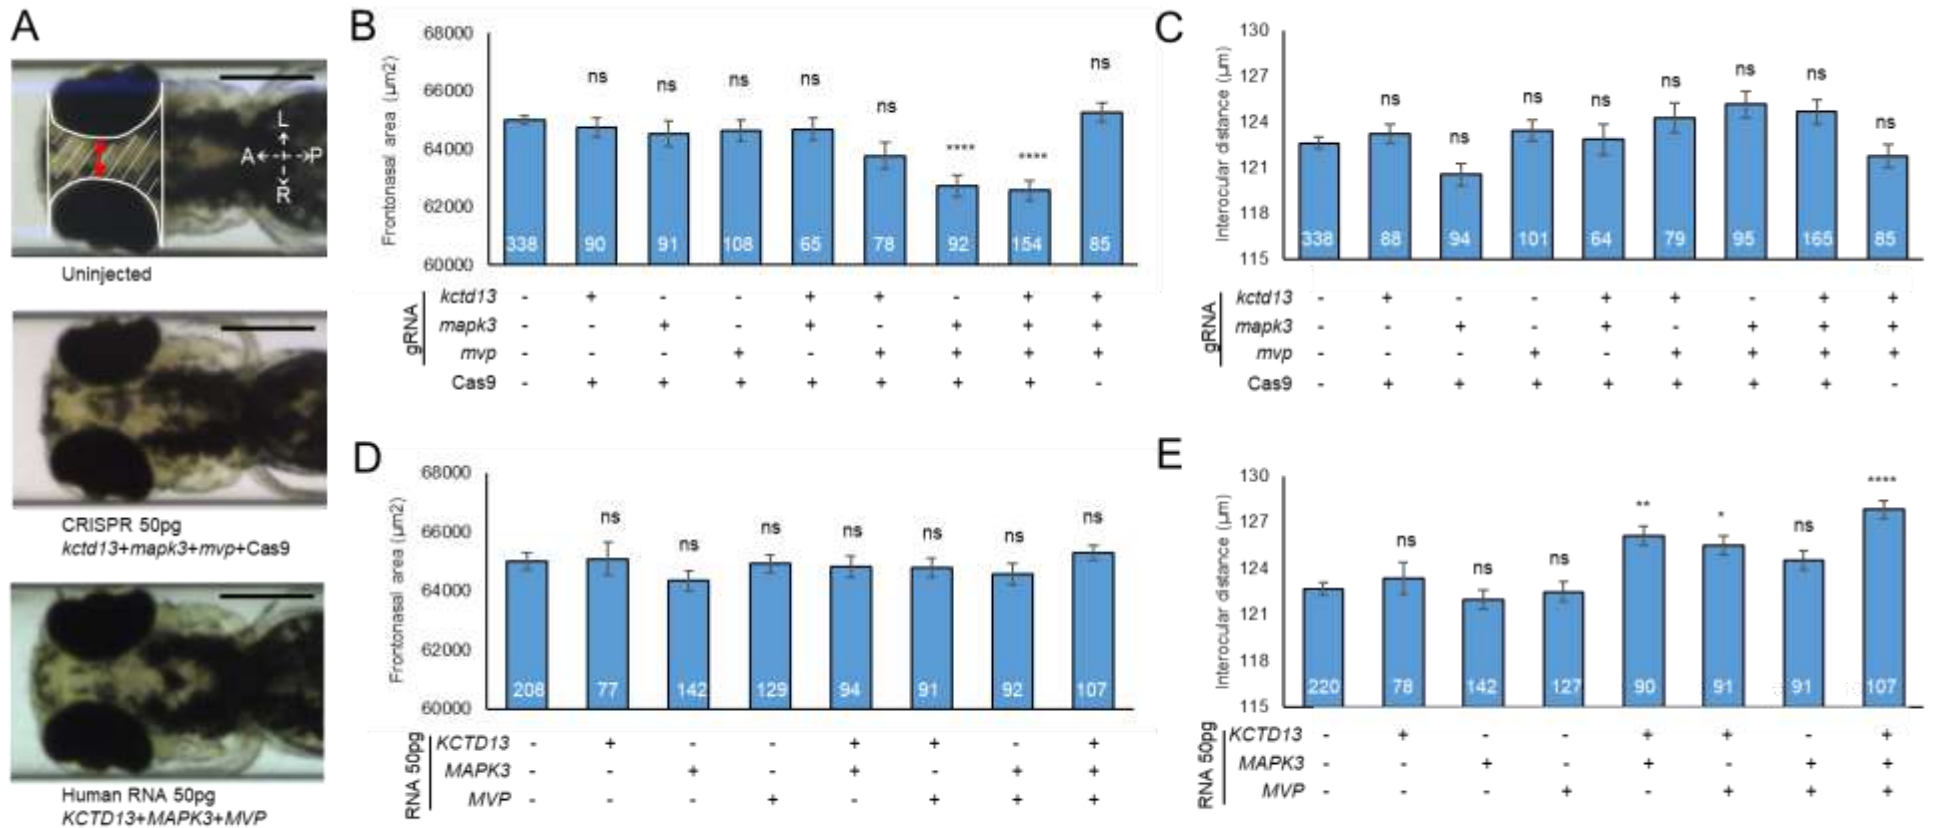 A
L
A P
R
Uninjected
CRISPR 50pg
kctd13+mapk3+mvp+Cas9
Human RNA 50pg
KCTD13+MAPK3+MVP
B
Frontonasal area (µm2)
68000
66000
64000
62000
60000
ns ns ns ns ns **** **** ns
338 90 91 108 65 78 92 154 85
gRNA
kctd13 - + - - + + - + +
mapk3 - - + - + - + + +
mvp - - - + - + + + +
Cas9 - + + + + + + + -
C
Interocular distance (µm)
130
127
124
121
118
115
ns ns ns ns ns ns ns ns
338 88 94 101 64 79 95 165 85
gRNA
kctd13 - + - - + + - + +
mapk3 - - + - + - + + +
mvp - - - + - + + + +
Cas9 - + + + + + + + -
D
Frontonasal area (µm2)
68000
66000
64000
62000
60000
ns ns ns ns ns ns ns
208 77 142 129 94 91 92 107
RNA 50pg
KCTD13 - + - - + + - +
MAPK3 - - + - + - + +
MVP - - - + - + + +
E
Interocular distance (µm)
130
127
124
121
118
115
ns ns ns ** * ns ****
220 78 142 127 90 91 91 107
RNA 50pg
KCTD13 - + - - + + - +
MAPK3 - - + - + - + +
MVP - - - + - + + +